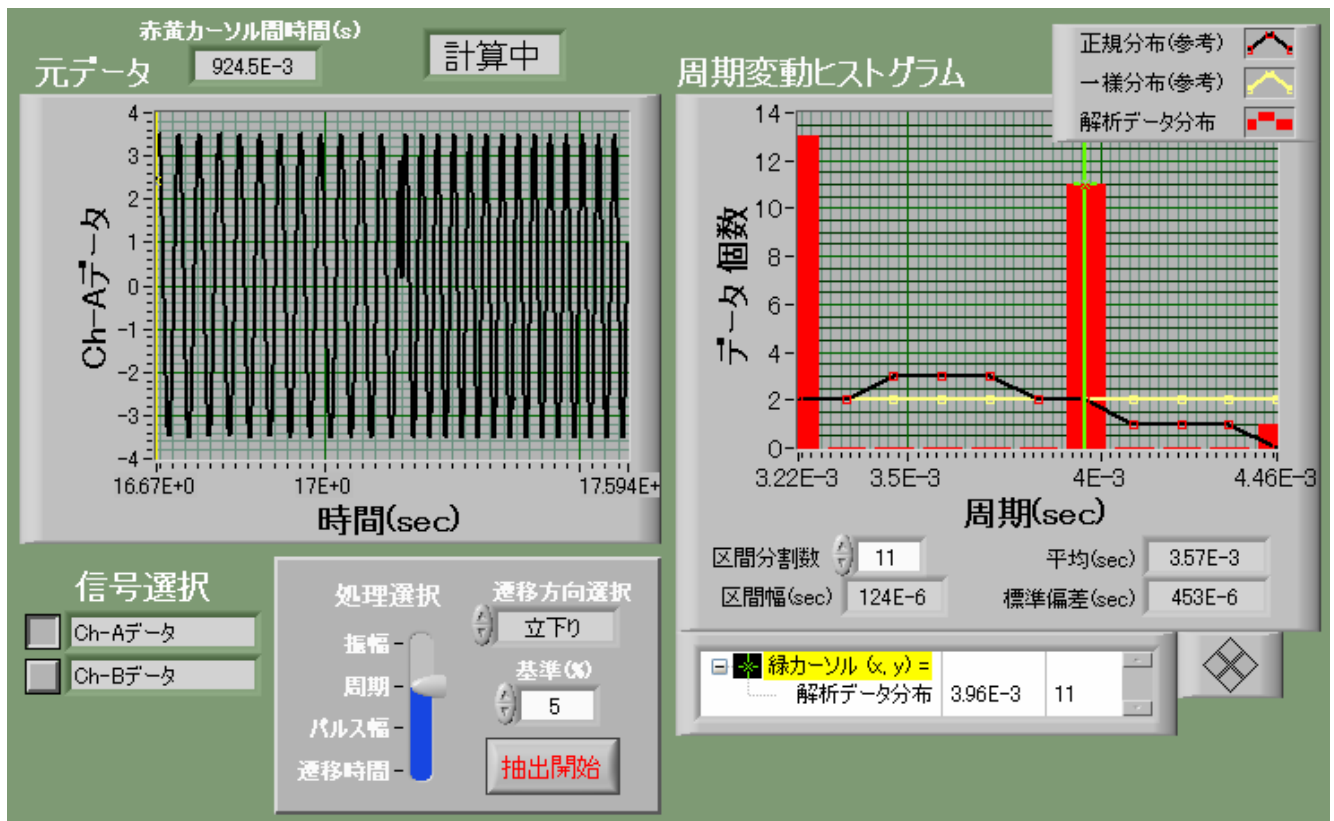 赤黄カーソル間時間(s)
924.5E-3
計算中
元データ
Ch-Aデータ
4
3
2
1
0
-1
-2
-3
-4
16.67E+0
17E+0
17.594E+
時間(sec)
周期変動ヒストグラム
正規分布(参考)
一様分布(参考)
解析データ分布
データ個数
14
12
10
8
6
4
2
0
3.22E-3
3.5E-3
4E-3
4.46E-3
周期(sec)
区間分割数
11
平均(sec)
3.57E-3
区間幅(sec)
124E-6
標準偏差(sec)
453E-6
信号選択
Ch-Aデータ
Ch-Bデータ
処理選択
振幅
周期
パルス幅
遷移時間
遷移方向選択
立下り
基準(%)
5
抽出開始
緑カーソル (x, y) =
解析データ分布 3.96E-3 11